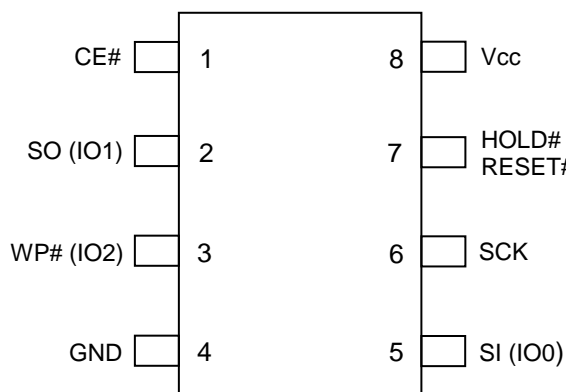 CE# 1 8 Vcc
SO (IO1) 2 7 HOLD#
RESET#
WP# (IO2) 3 6 SCK
GND 4 5 SI (IO0)